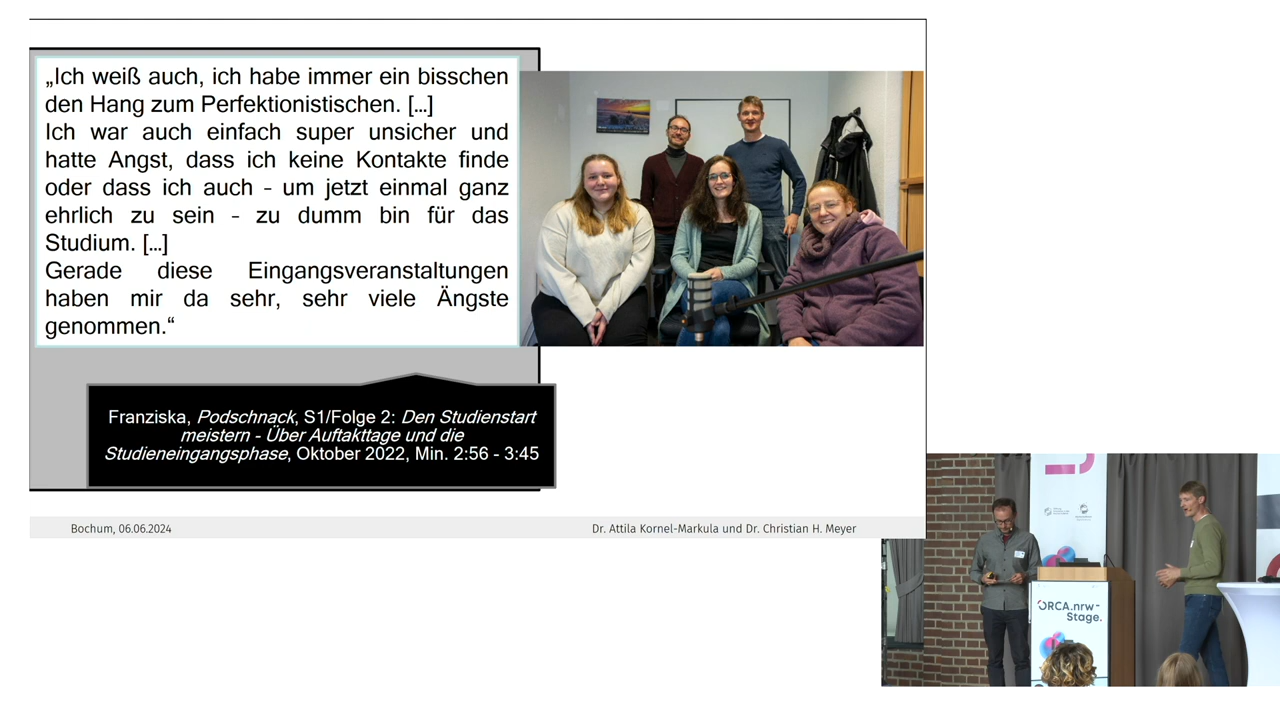 „Ich weiß auch, ich habe immer ein bisschen
den Hang zum Perfektionistischen. […]
Ich war auch einfach super unsicher und
hatte Angst, dass ich keine Kontakte finde
oder dass ich auch – um jetzt einmal ganz
ehrlich zu sein – zu dumm bin für das
Studium. […]
Gerade diese Eingangsveranstaltungen
haben mir da sehr, sehr viele Ängste
genommen.“
Franziska, Podschnack, S1/Folge 2: Den Studienstart
meistern - Über Auftakttage und die
Studieneingangsphase, Oktober 2022, Min. 2:56 - 3:45
Bochum, 06.06.2024
Dr. Attila Kornel-Markula und Dr. Christian H. Meyer
ORCA.nrw-
Stage.